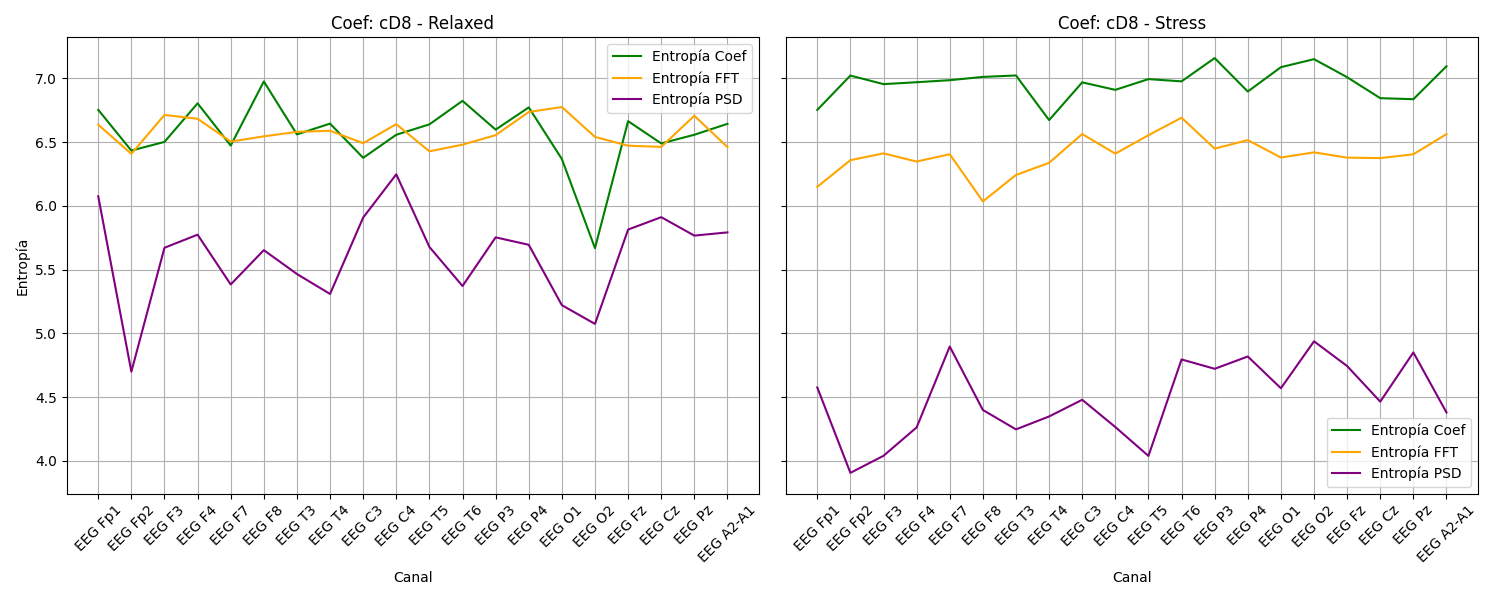 Coef: cD8 - Relaxed
Entropía
7.0
6.5
6.0
5.5
5.0
4.5
4.0
Entropía Coef
Entropía FFT
Entropía PSD
EEG Fp1
EEG Fp2
EEG F3
EEG F4
EEG F7
EEG F8
EEG T3
EEG T4
EEG C3
EEG C4
EEG T5
EEG T6
EEG P3
EEG P4
EEG O1
EEG O2
EEG Fz
EEG Cz
EEG Pz
EEG A2-A1
Canal
Coef: cD8 - Stress
Entropía Coef
Entropía FFT
Entropía PSD
EEG Fp1
EEG Fp2
EEG F3
EEG F4
EEG F7
EEG F8
EEG T3
EEG T4
EEG C3
EEG C4
EEG T5
EEG T6
EEG P3
EEG P4
EEG O1
EEG O2
EEG Fz
EEG Cz
EEG Pz
EEG A2-A1
Canal